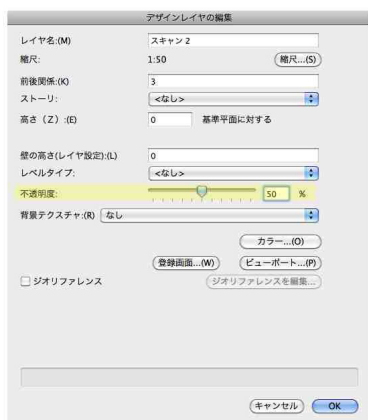 デザインレイヤの編集
レイヤ名:(M) スキャン 2
縮尺: 1:50 縮尺...(S)
前後関係:(K) 3
ストーリ: <なし>
高さ（Z）:(E) 0 基準平面に対する
壁の高さ(レイヤ設定):(L) 0
レベルタイプ: <なし>
不透明度: 50 %
背景テクスチャ:(R) なし
カラー...(O)
登録画面...(W) ビューポート...(P)
ジオリファレンス ジオリファレンスを編集...
キャンセル OK